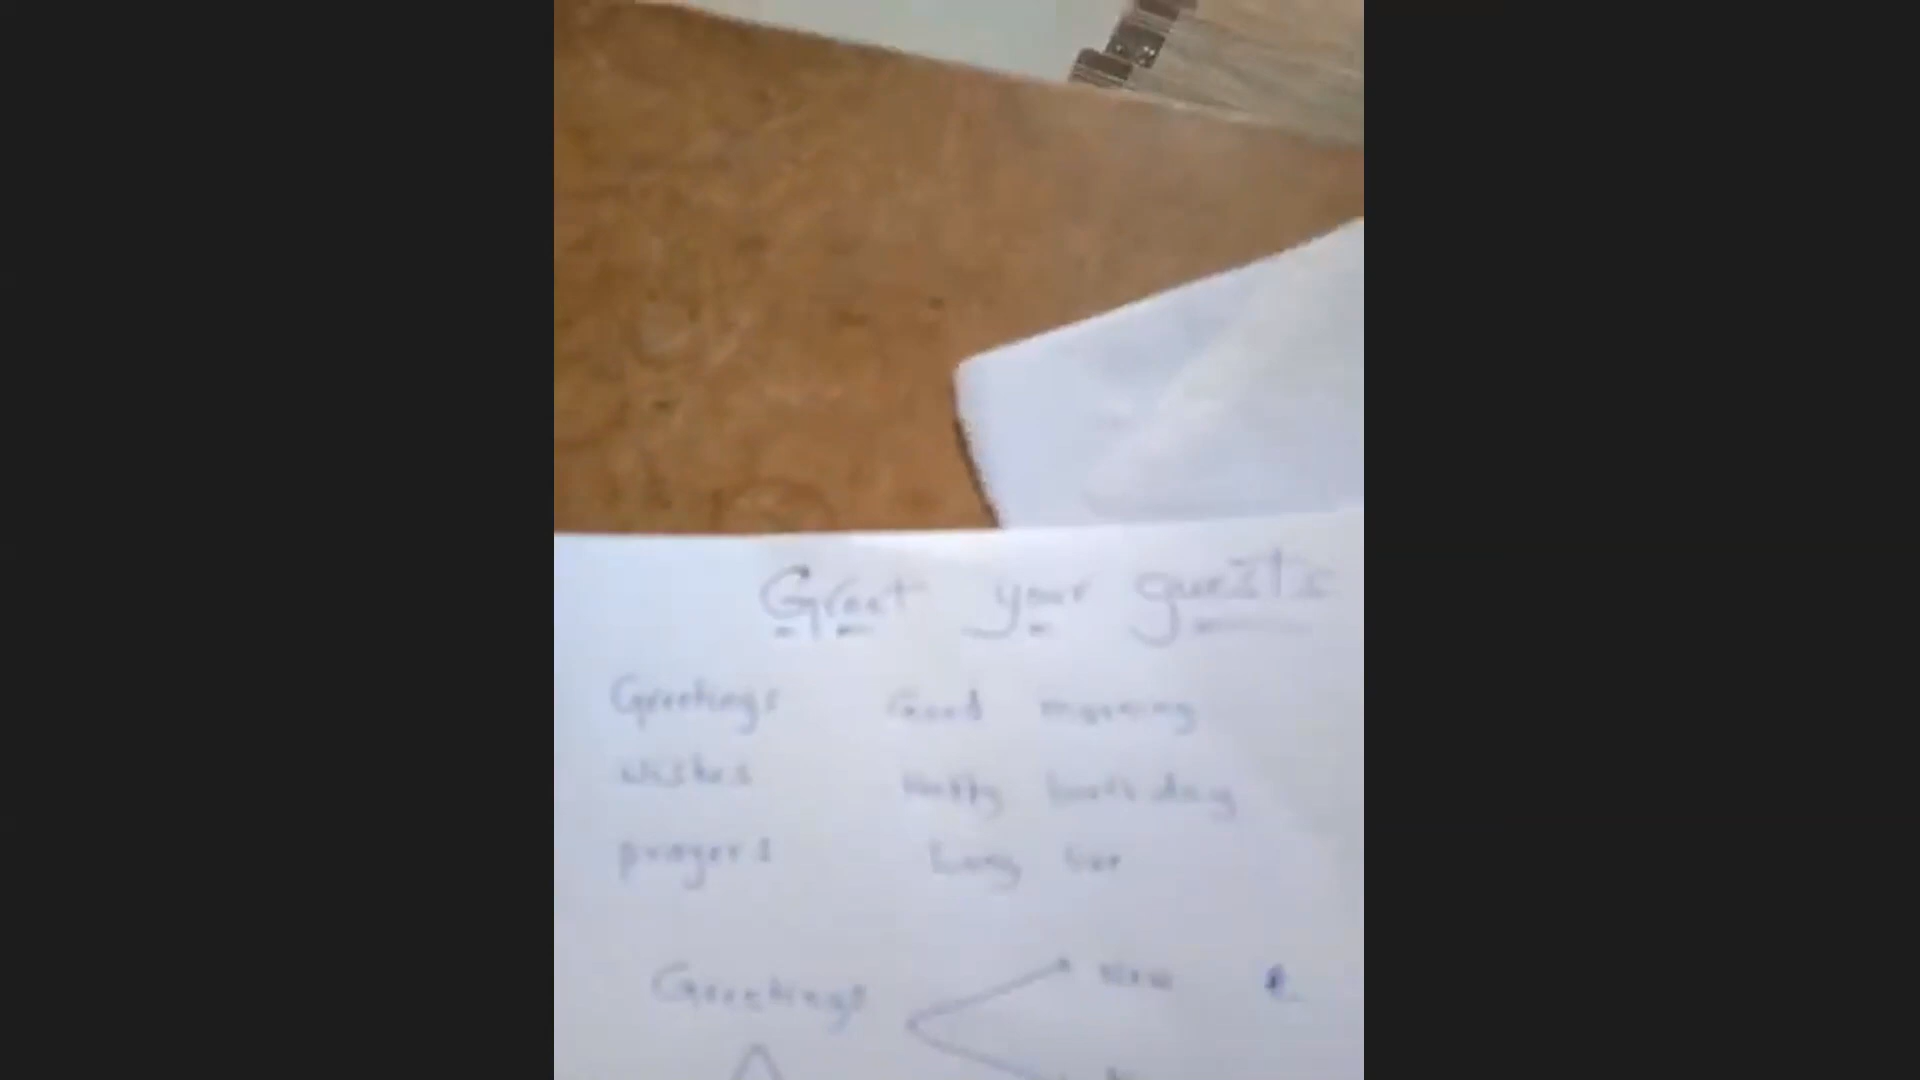 Greet your guests
Greetings Good morning
wishes Happy birthday
prayers Long live
Greetings